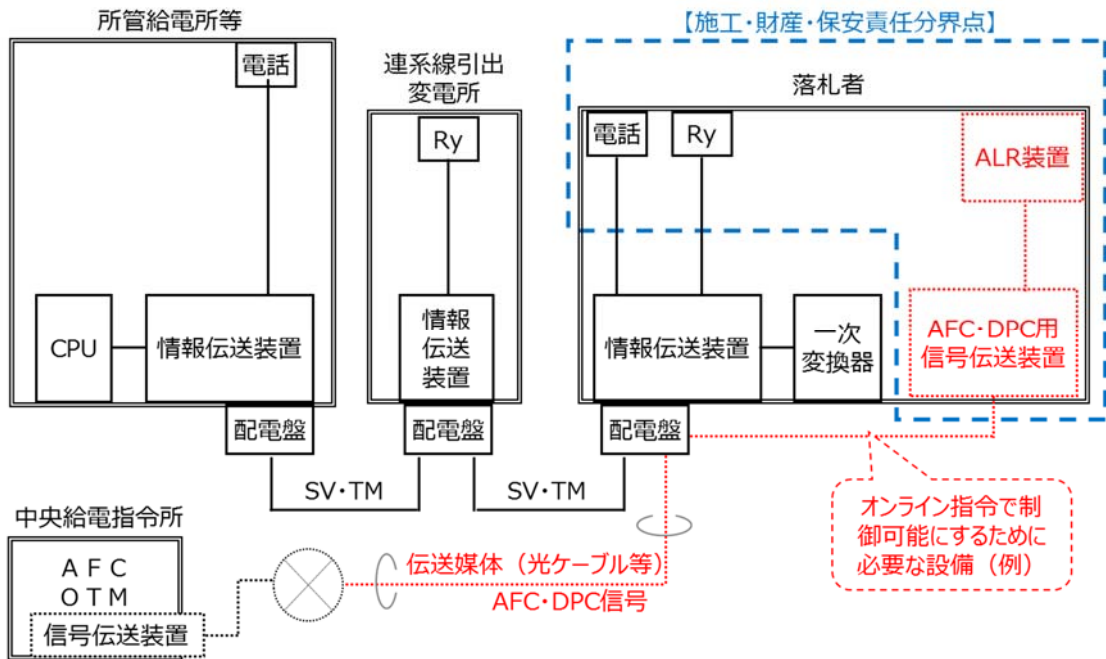 所管給電所等
電話
CPU
情報伝送装置
配電盤
連系線引出
変電所
Ry
情報
伝送
装置
配電盤
【施工・財産・保安責任分界点】
落札者
電話
Ry
ALR装置
情報伝送装置
一次
変換器
AFC・DPC用
信号伝送装置
配電盤
SV・TM
SV・TM
オンライン指令で制
御可能にするために
必要な設備（例）
中央給電指令所
ＡＦＣ
ＯＴＭ
信号伝送装置
伝送媒体（光ケーブル等）
AFC・DPC信号